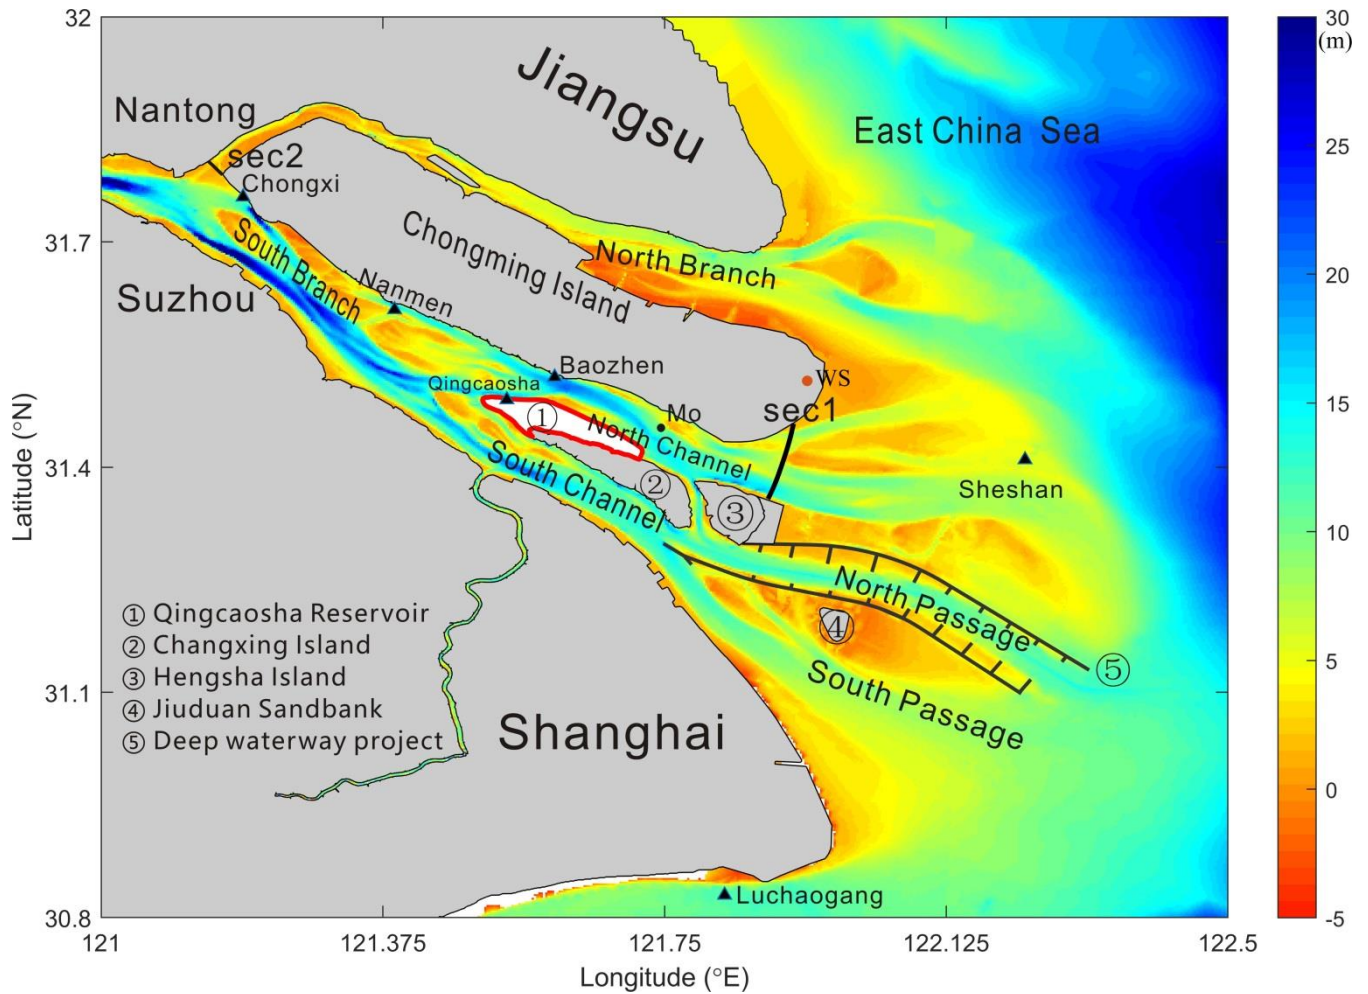 32
30
(m)
Nantong
Jiangsu
East China Sea
25
sec2
Chongxi
20
31.7
South Branch
Chongming Island
North Branch
Suzhou
Nanmen
15
Baozhen
WS
Qingcaosha
sec1
①
Mo
North Channel
10
31.4
South Channel
②
Sheshan
③
Latitude (°N)
5
① Qingcaosha Reservoir
② Changxing Island
③ Hengsha Island
④ Jiuduan Sandbank
⑤ Deep waterway project
North Passage
④
⑤
South Passage
31.1
Shanghai
0
Luchaogang
30.8
-5
121
121.375
121.75
122.125
122.5
Longitude (°E)